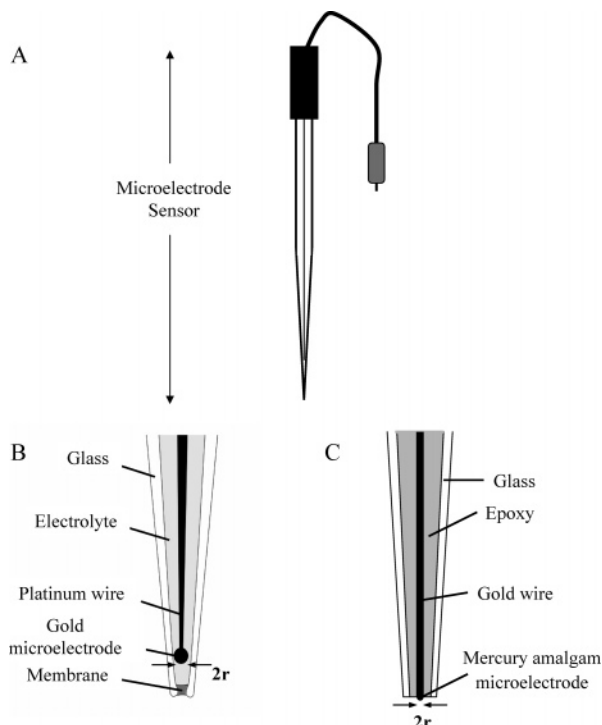 A
Microelectrode
Sensor
B
Glass
Electrolyte
Platinum wire
Gold
microelectrode
2r
Membrane
C
Glass
Epoxy
Gold wire
Mercury amalgam
microelectrode
2r